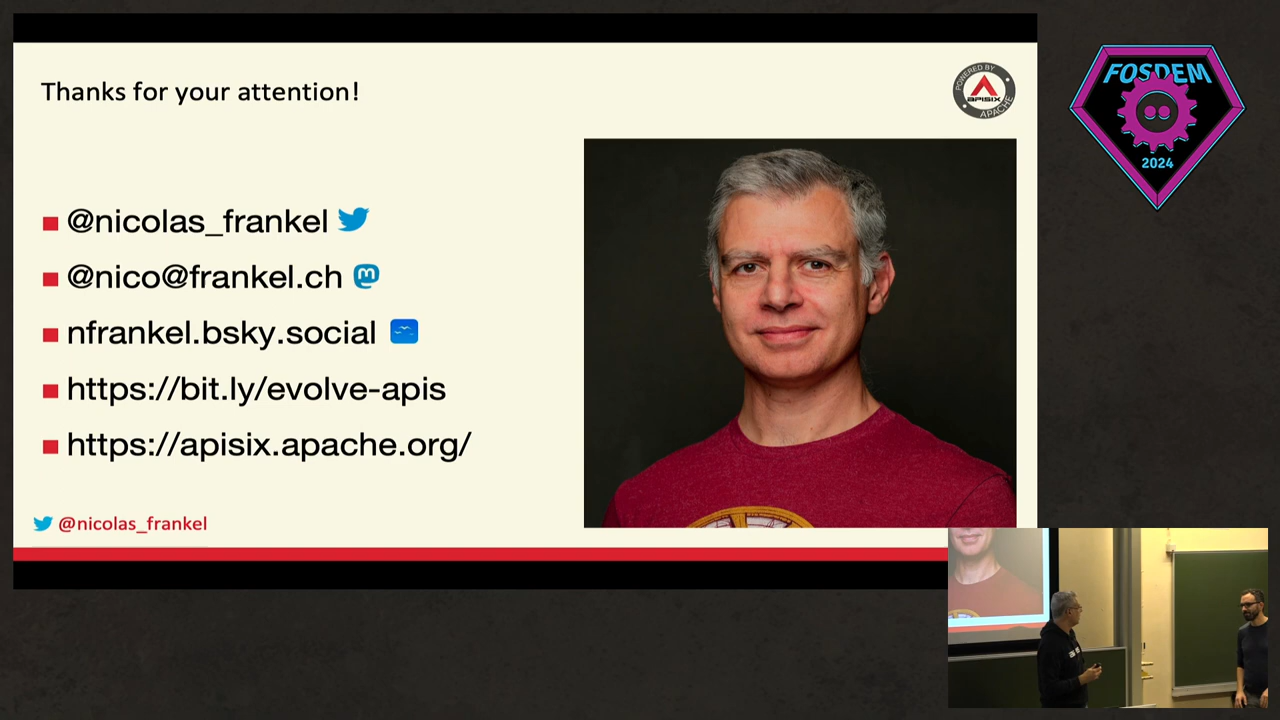 Thanks for your attention!
POWERED BY
APISIX
APACHE
FOSDEM
2024
@nicolas_frankel
@nico@frankel.ch
nfrankel.bsky.social
https://bit.ly/evolve-apis
https://apisix.apache.org/
@nicolas_frankel